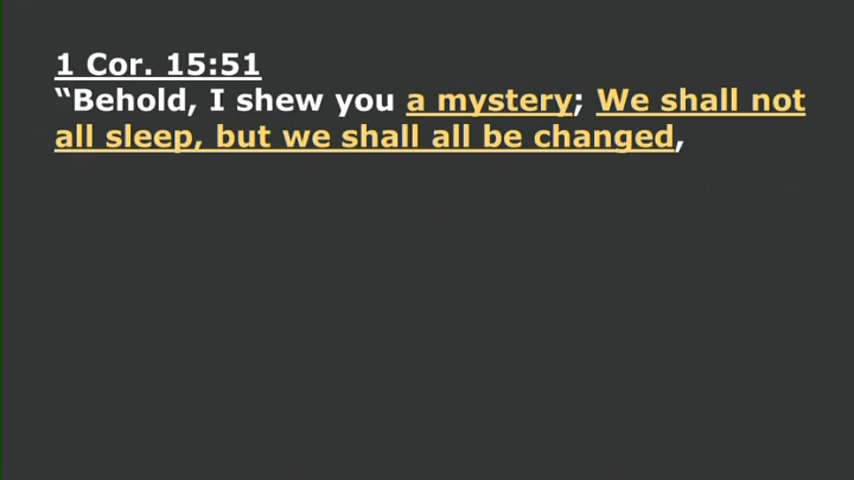 1 Cor. 15:51
“Behold, I shew you a mystery; We shall not
all sleep, but we shall all be changed,